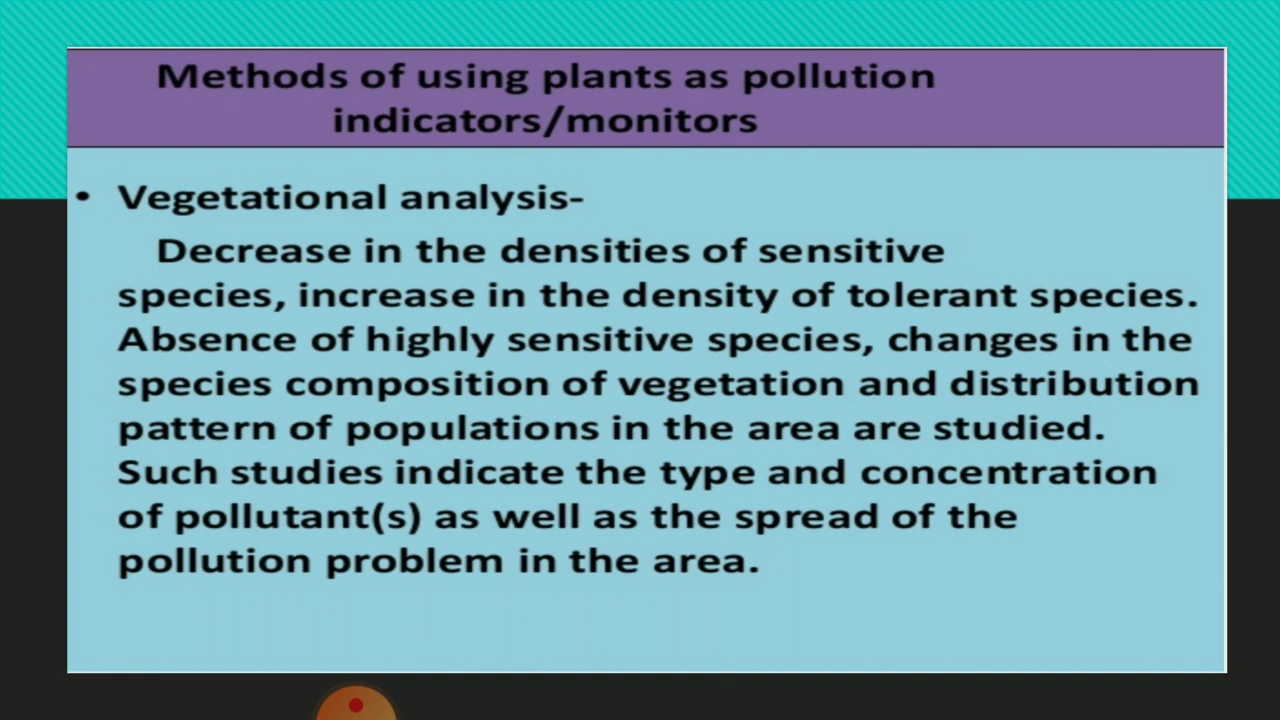 Methods of using plants as pollution
indicators/monitors
• Vegetational analysis-
Decrease in the densities of sensitive
species, increase in the density of tolerant species.
Absence of highly sensitive species, changes in the
species composition of vegetation and distribution
pattern of populations in the area are studied.
Such studies indicate the type and concentration
of pollutant(s) as well as the spread of the
pollution problem in the area.